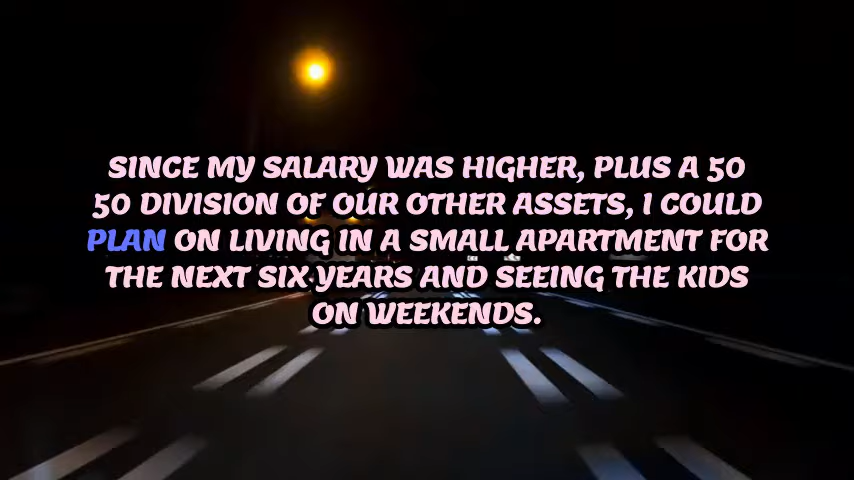 SINCE MY SALARY WAS HIGHER, PLUS A 50
50 DIVISION OF OUR OTHER ASSETS, I COULD
PLAN ON LIVING IN A SMALL APARTMENT FOR
THE NEXT SIX YEARS AND SEEING THE KIDS
ON WEEKENDS.